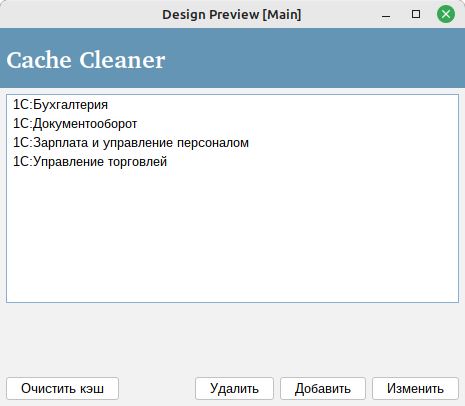 Design Preview [Main]
Cache Cleaner
1С:Бухгалтерия
1С:Документооборот
1С:Зарплата и управление персоналом
1С:Управление торговлей
Очистить кэш Удалить Добавить Изменить